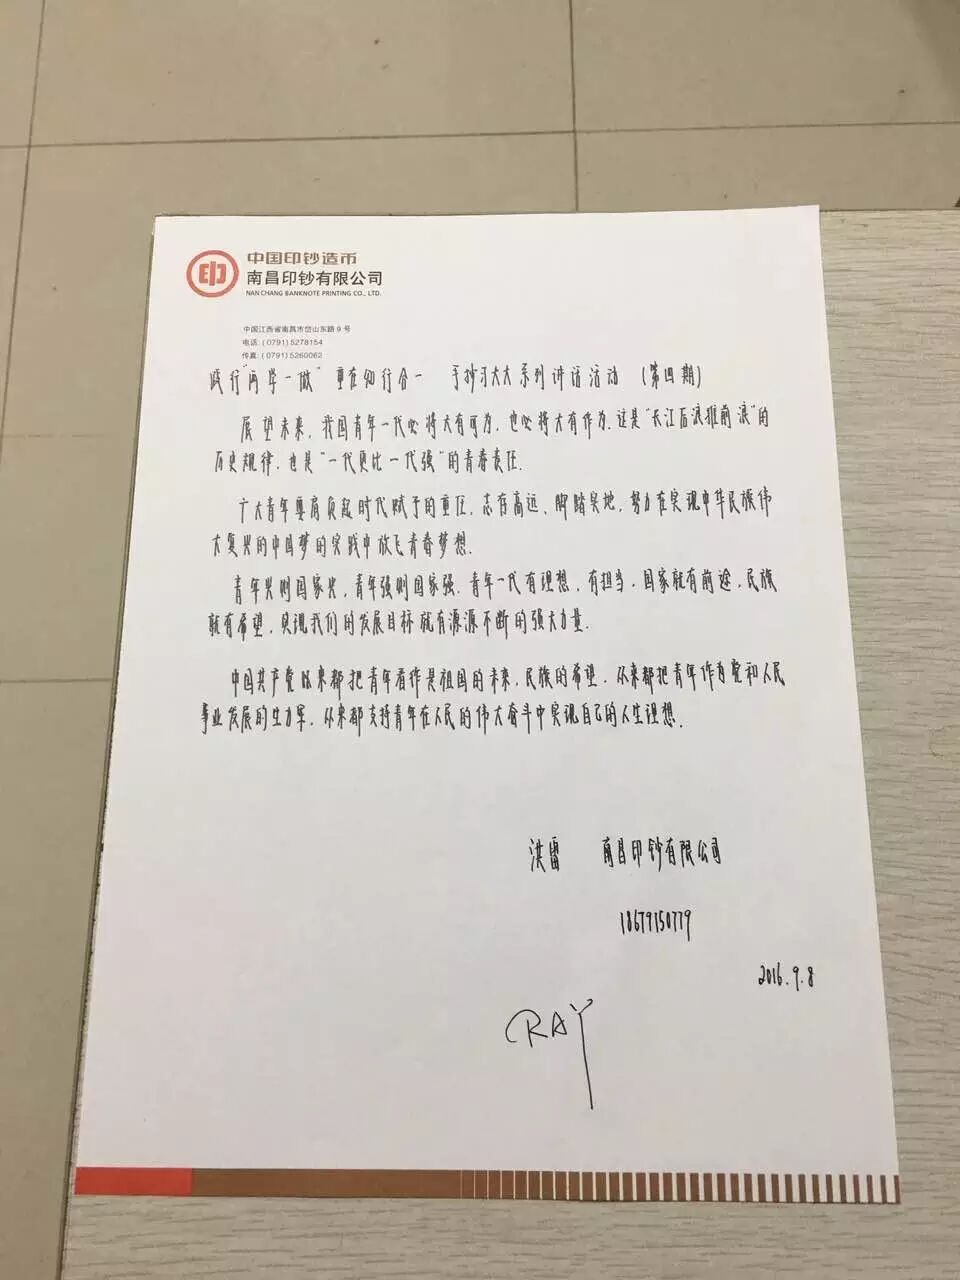 中国印钞造币
南昌印钞有限公司
NANCHANG BANKNOTE PRINTING CO., LTD.
中国江西省南昌市岱山东路9号
电话:(0791)5278154
传真:(0791)5260062
践行“两学一做”重在知行合一 手抄习大大系列讲话活动 (第四期)
展望未来,我国青年一代必将大有可为,也必将大有作为.这是“长江后浪推前浪”的
历史规律,也是“一代更比一代强”的青春责任.
广大青年要肩负起时代赋予的重任,志存高远、脚踏实地,努力在实现中华民族伟
大复兴的中国梦的实践中放飞青春梦想.
青年兴则国家兴,青年强则国家强.青年一代有理想,有担当,国家就有前途,民族
就有希望,实现我们的发展目标就有源源不断的强大力量.
中国共产党从来都把青年看作是祖国的未来,民族的希望,从来都把青年作为党和人民
事业发展的生力军,从来都支持青年在人民的伟大奋斗中实现自己的人生理想.
洪雷 南昌印钞有限公司
18679150779
2016.9.8
RAY